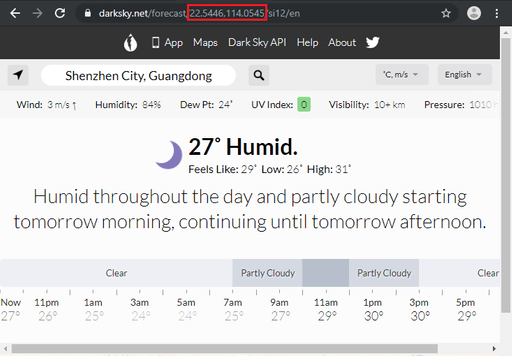 darksky.net/forecast/22.5446,114.0545/si12/en
App Maps Dark Sky API Help About
Shenzhen City, Guangdong
°C, m/s
English
Wind: 3 m/s Humidity: 84% Dew Pt: 24° UV Index: 0 Visibility: 10+ km Pressure: 1010 h
27° Humid.
Feels Like: 29° Low: 26° High: 31°
Humid throughout the day and partly cloudy starting
tomorrow morning, continuing until tomorrow afternoon.
Clear Partly Cloudy Partly Cloudy Clear
Now 11pm 1am 3am 5am 7am 9am 11am 1pm 3pm 5pm
27° 26° 25° 24° 24° 25° 27° 29° 30° 30° 29°